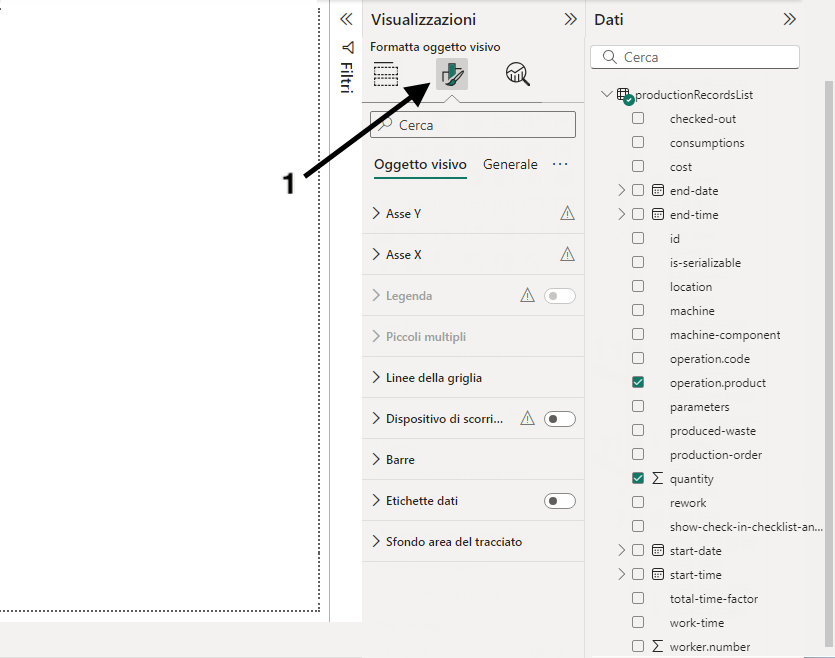 Filtri
Visualizzazioni
Formatta oggetto visivo
1
Cerca
Oggetto visivo Generale ...
Asse Y
Asse X
Legenda
Piccoli multipli
Linee della griglia
Dispositivo di scorri...
Barre
Etichette dati
Sfondo area del tracciato
Dati
Cerca
productionRecordsList
checked-out
consumptions
cost
end-date
end-time
id
is-serializable
location
machine
machine-component
operation.code
operation.product
parameters
produced-waste
production-order
∑ quantity
rework
show-check-in-checklist-an...
start-date
start-time
total-time-factor
work-time
∑ worker.number